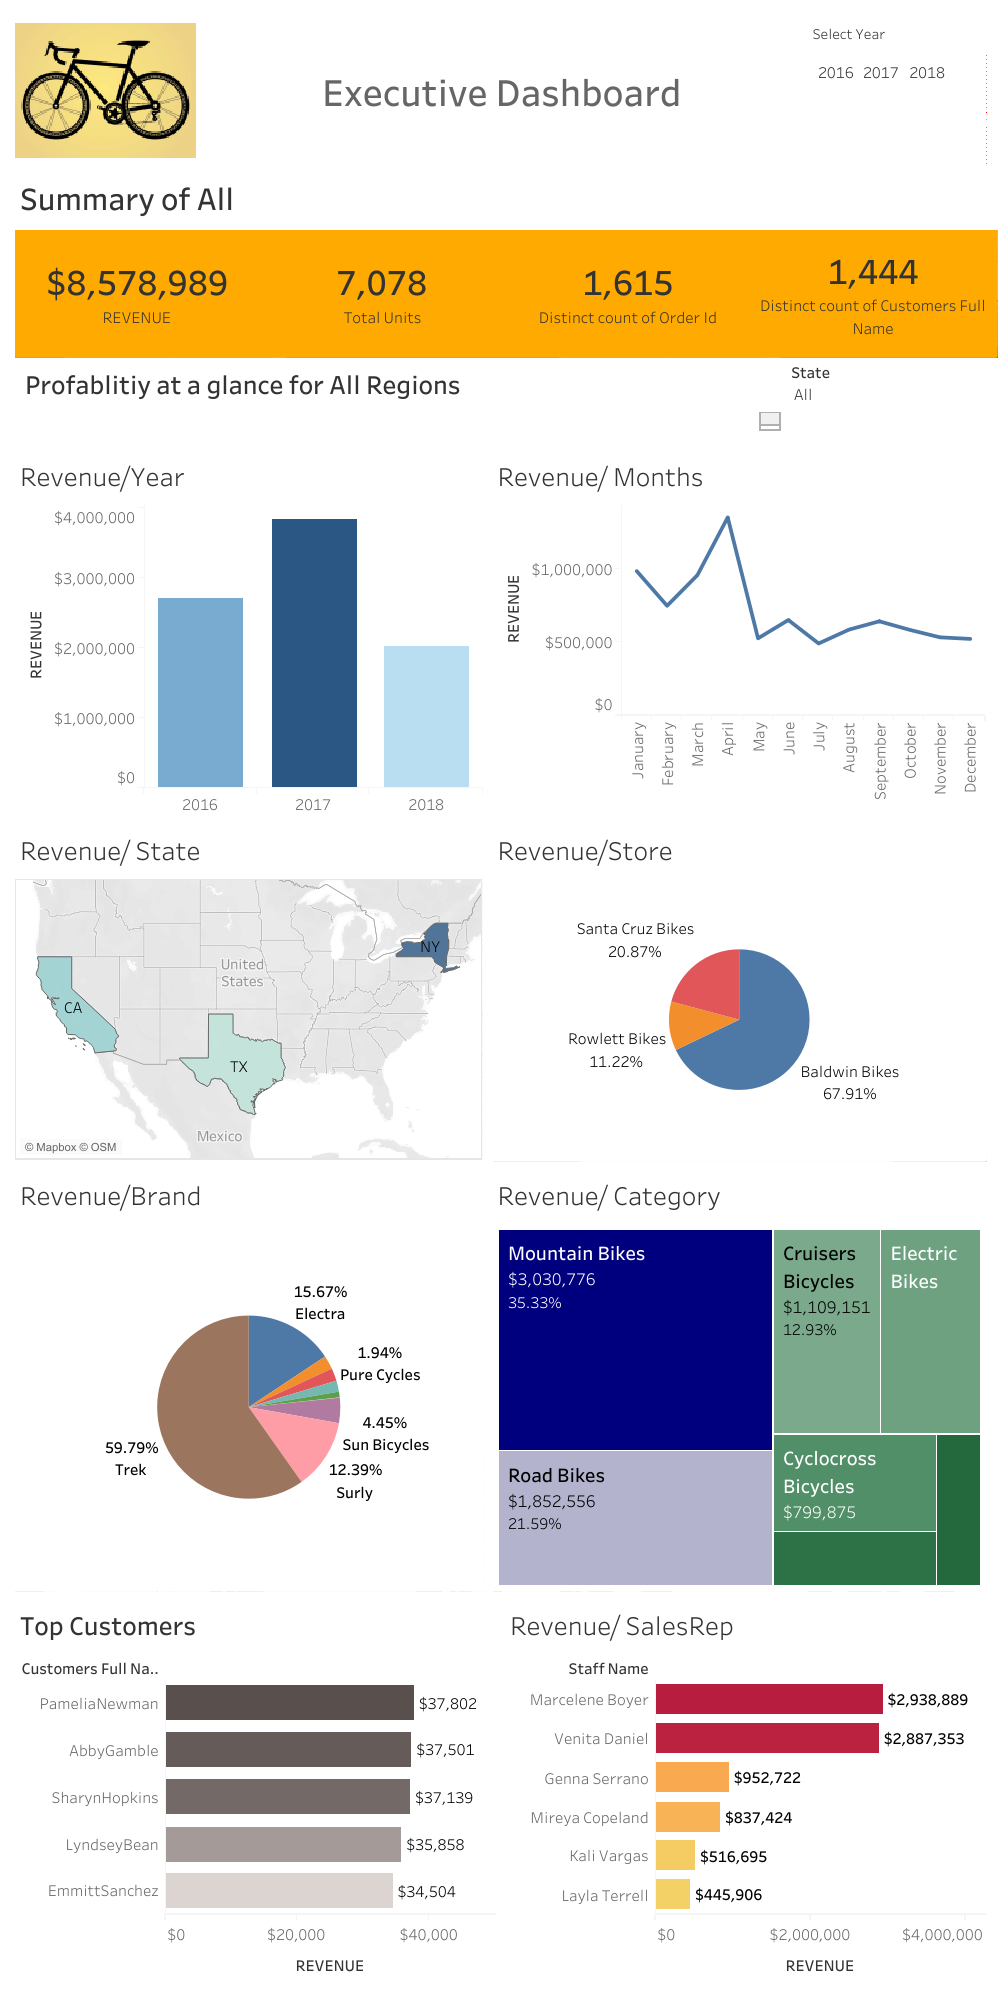 Select Year
Executive Dashboard
2016 2017 2018
Summary of All
$8,578,989
REVENUE
7,078
Total Units
1,615
Distinct count of Order Id
1,444
Distinct count of Customers Full
Name
Profablitiy at a glance for All Regions
State
All
Revenue/Year
$4,000,000
$3,000,000
$2,000,000
$1,000,000
$0
REVENUE
2016
2017
2018
Revenue/ Months
$1,000,000
$500,000
$0
REVENUE
January
February
March
April
May
June
July
August
September
October
November
December
Revenue/ State
United
States
NY
CA
TX
Mexico
© Mapbox © OSM
Revenue/Store
Santa Cruz Bikes
20.87%
Rowlett Bikes
11.22%
Baldwin Bikes
67.91%
Revenue/Brand
15.67%
Electra
1.94%
Pure Cycles
4.45%
Sun Bicycles
12.39%
Surly
59.79%
Trek
Revenue/ Category
Mountain Bikes
$3,030,776
35.33%
Cruisers
Bicycles
$1,109,151
12.93%
Electric
Bikes
Road Bikes
$1,852,556
21.59%
Cyclocross
Bicycles
$799,875
Top Customers
Customers Full Na..
PameliaNewman $37,802
AbbyGamble $37,501
SharynHopkins $37,139
LyndseyBean $35,858
EmmittSanchez $34,504
$0 $20,000 $40,000
REVENUE
Revenue/ SalesRep
Staff Name
Marcelene Boyer $2,938,889
Venita Daniel $2,887,353
Genna Serrano $952,722
Mireya Copeland $837,424
Kali Vargas $516,695
Layla Terrell $445,906
$0 $2,000,000 $4,000,000
REVENUE